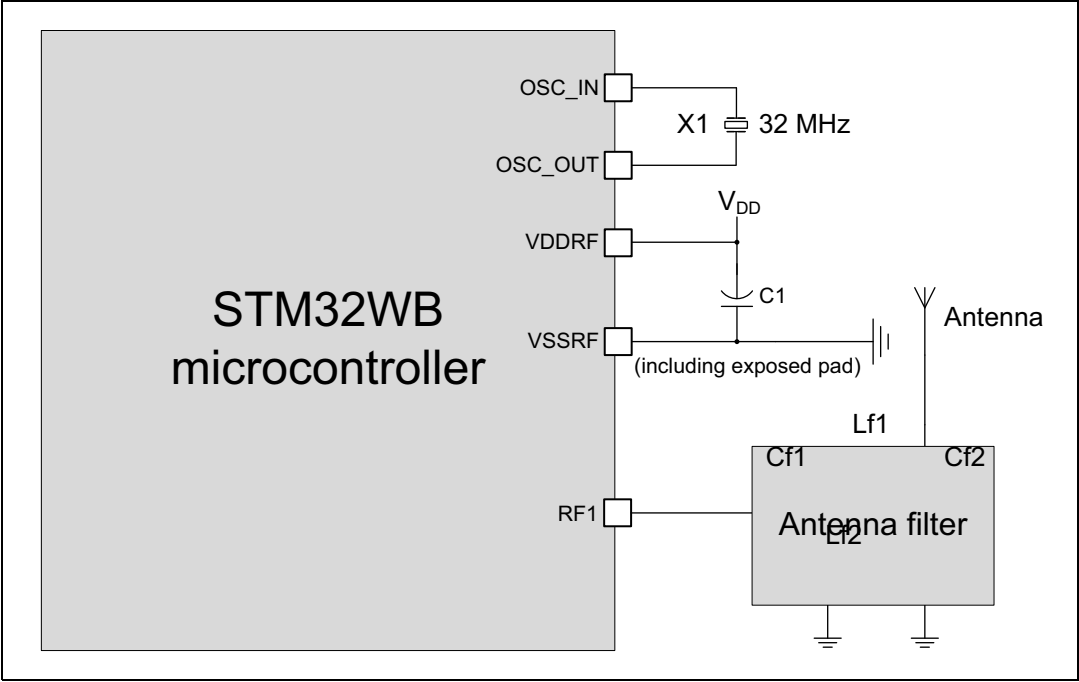 OSC_IN
X1 32 MHz
OSC_OUT
VDD
VDDRF
C1
STM32WB
microcontroller
Antenna
VSSRF
(including exposed pad)
Lf1
Cf1 Cf2
RF1
Antenna filter
Lf2